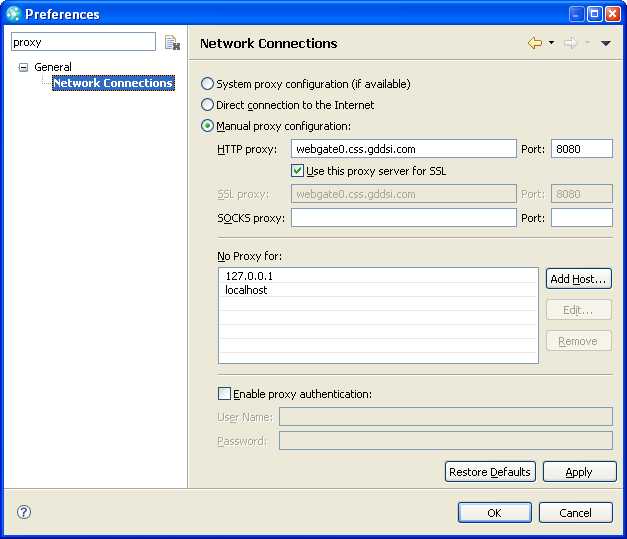 Preferences
proxy
Network Connections
General
Network Connections
System proxy configuration (if available)
Direct connection to the Internet
Manual proxy configuration:
HTTP proxy: webgate0.css.gddsi.com Port: 8080
Use this proxy server for SSL
SSL proxy: webgate0.css.gddsi.com Port: 8080
SOCKS proxy: Port:
No Proxy for:
127.0.0.1
localhost
Add Host...
Edit...
Remove
Enable proxy authentication:
User Name:
Password:
Restore Defaults Apply
? OK Cancel